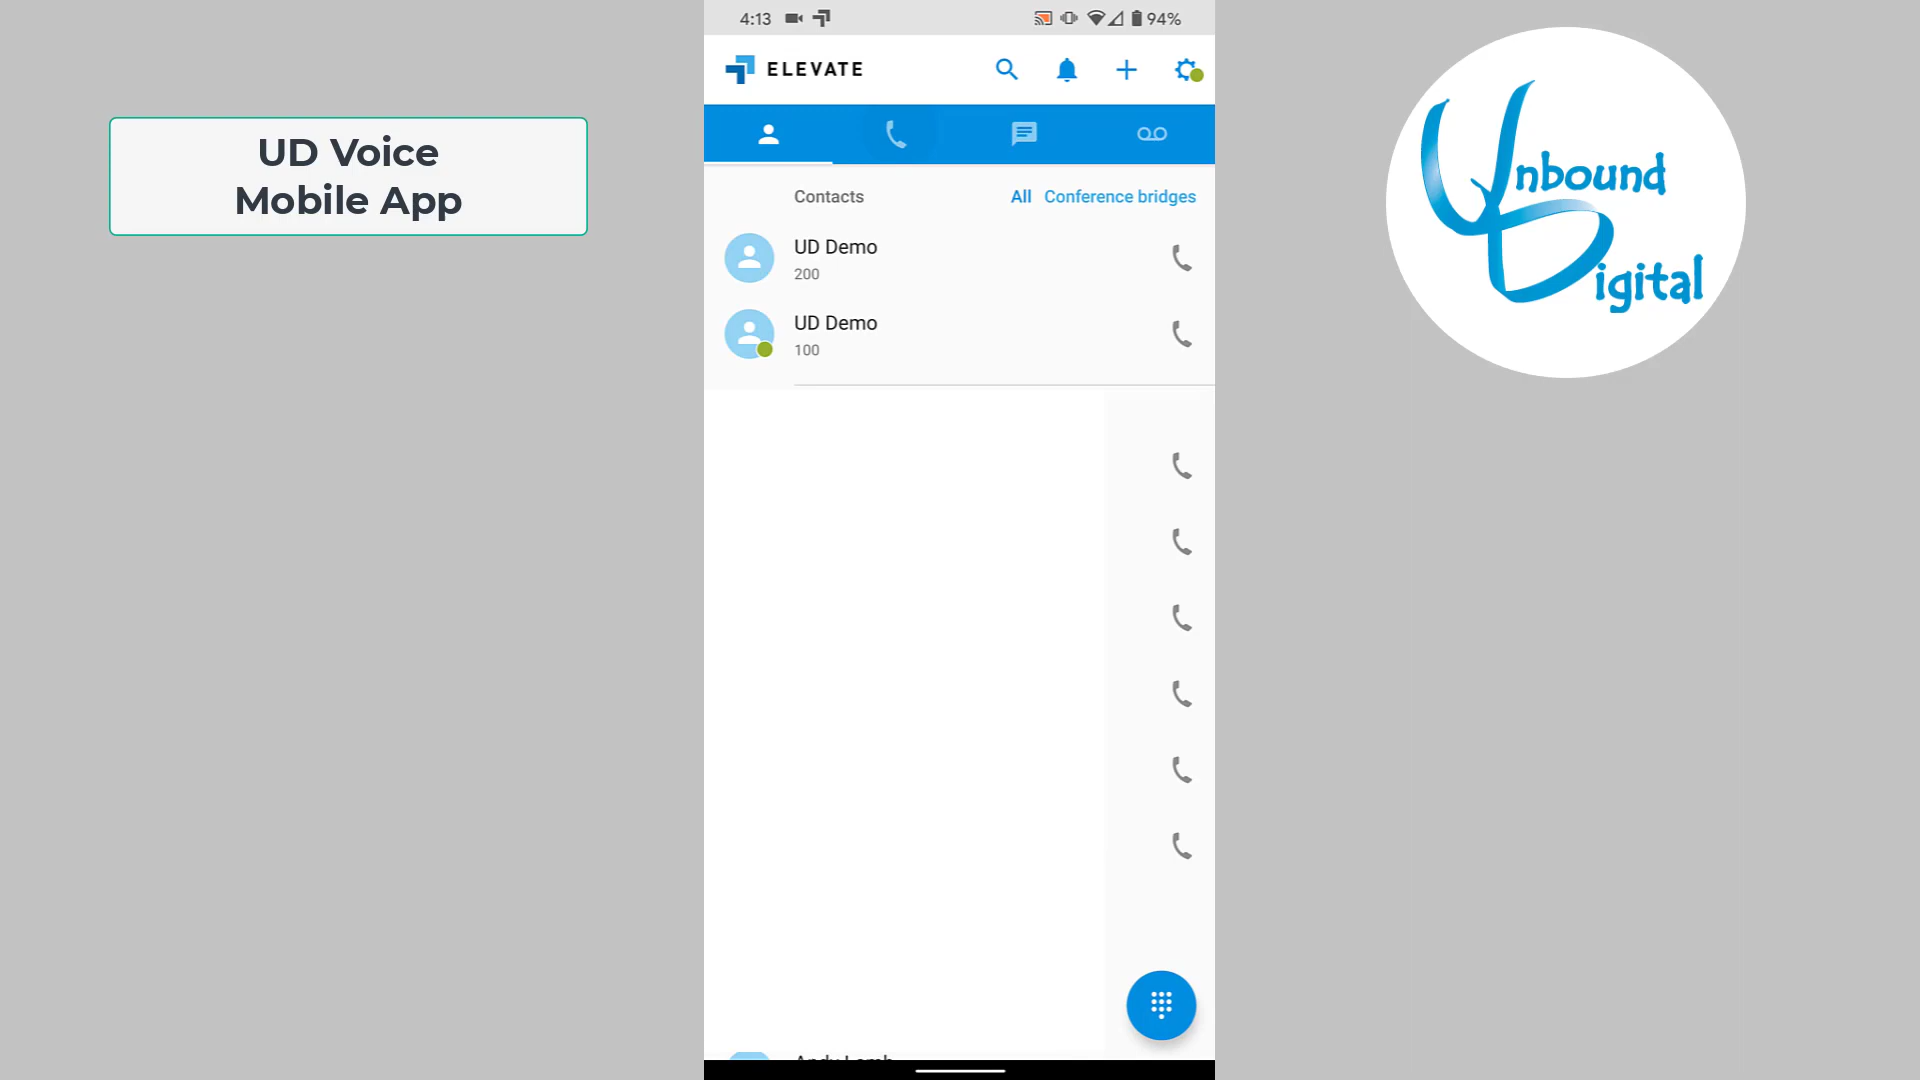 4:13
94%
ELEVATE
UD Voice
Mobile App
Contacts
All
Conference bridges
UD Demo
200
UD Demo
100
Unbound
Digital